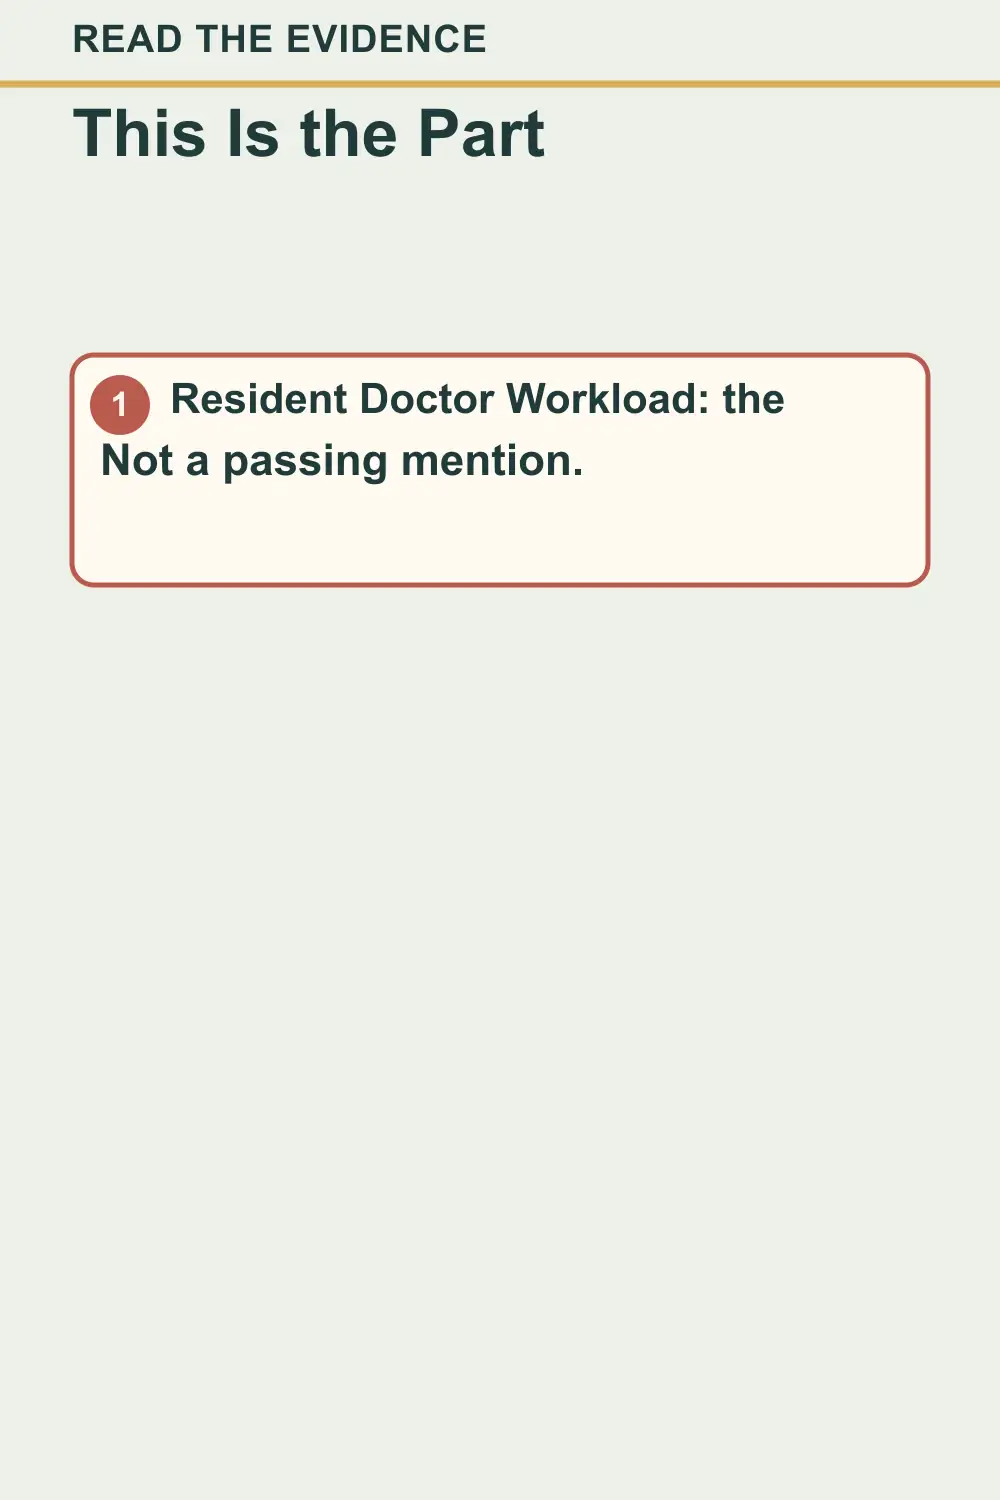 READ THE EVIDENCE
This Is the Part
1 Resident Doctor Workload: the
Not a passing mention.